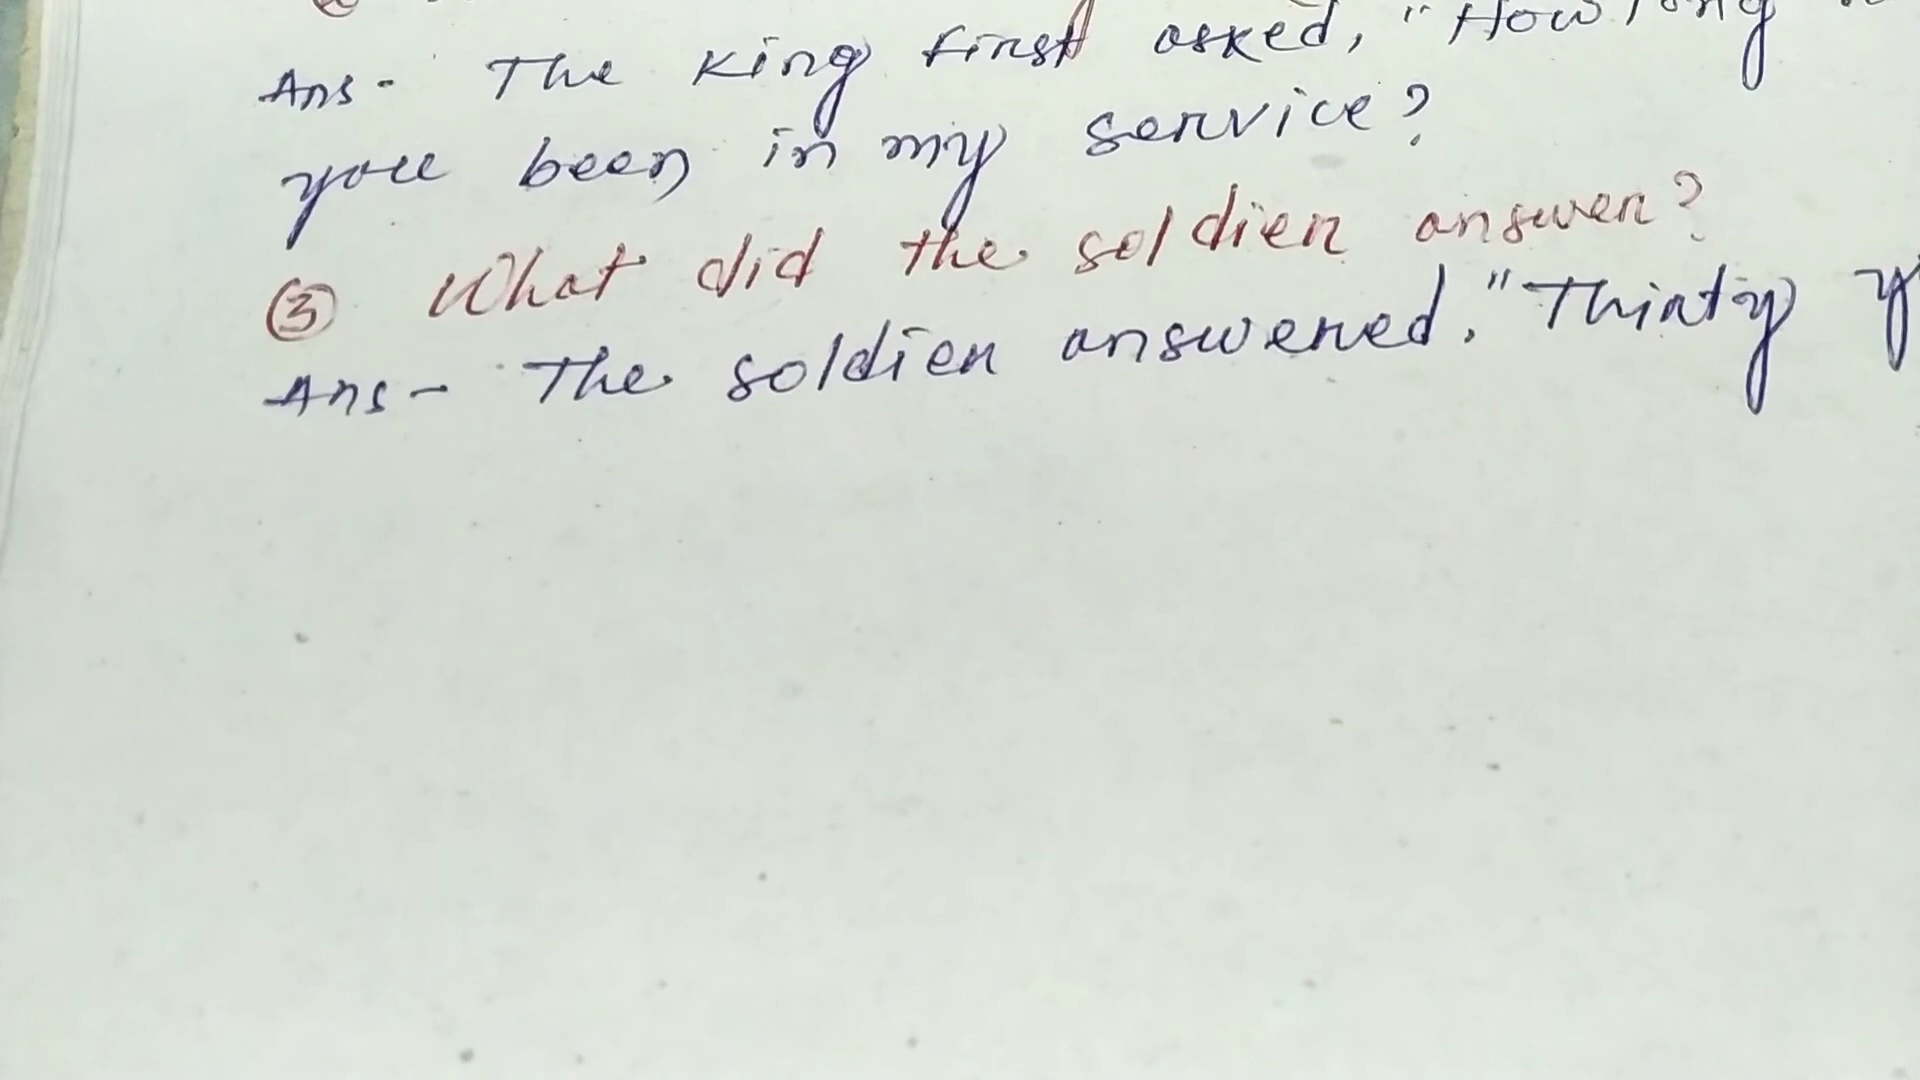 Ans- The King first asked, "How long
you been in my service?
③ What did the soldier answer?
Ans- The soldier answered, "Thirty